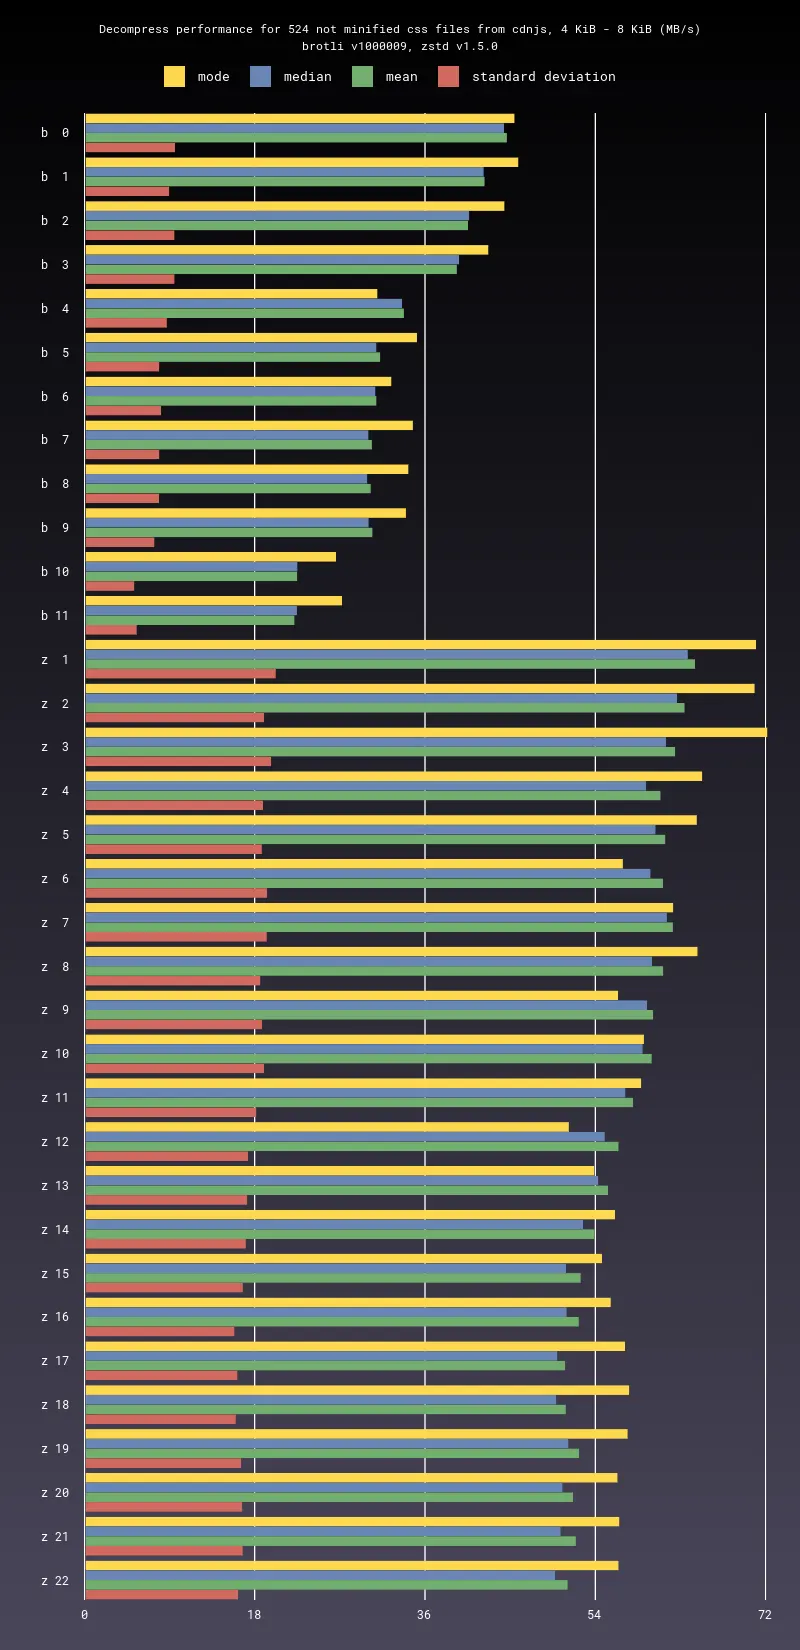 Decompress performance for 524 not minified css files from cdnjs, 4 KiB - 8 KiB (MB/s)
brotli v1000009, zstd v1.5.0
mode median mean standard deviation
b 0
b 1
b 2
b 3
b 4
b 5
b 6
b 7
b 8
b 9
b 10
b 11
z 1
z 2
z 3
z 4
z 5
z 6
z 7
z 8
z 9
z 10
z 11
z 12
z 13
z 14
z 15
z 16
z 17
z 18
z 19
z 20
z 21
z 22
0 18 36 54 72